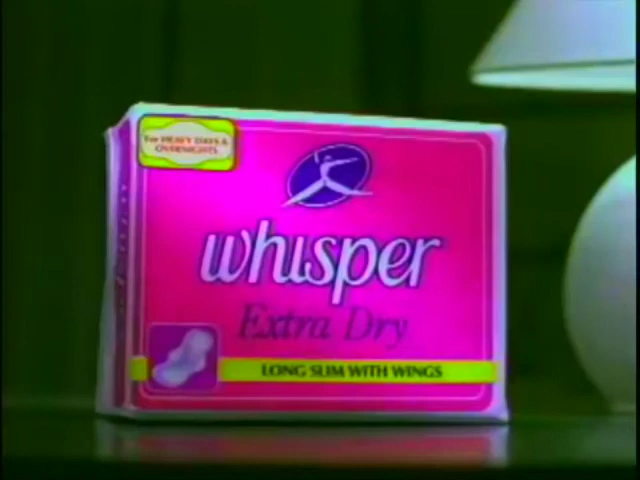 For HEAVY DAYS &
OVERNIGHTS
whisper
Extra Dry
LONG SLIM WITH WINGS